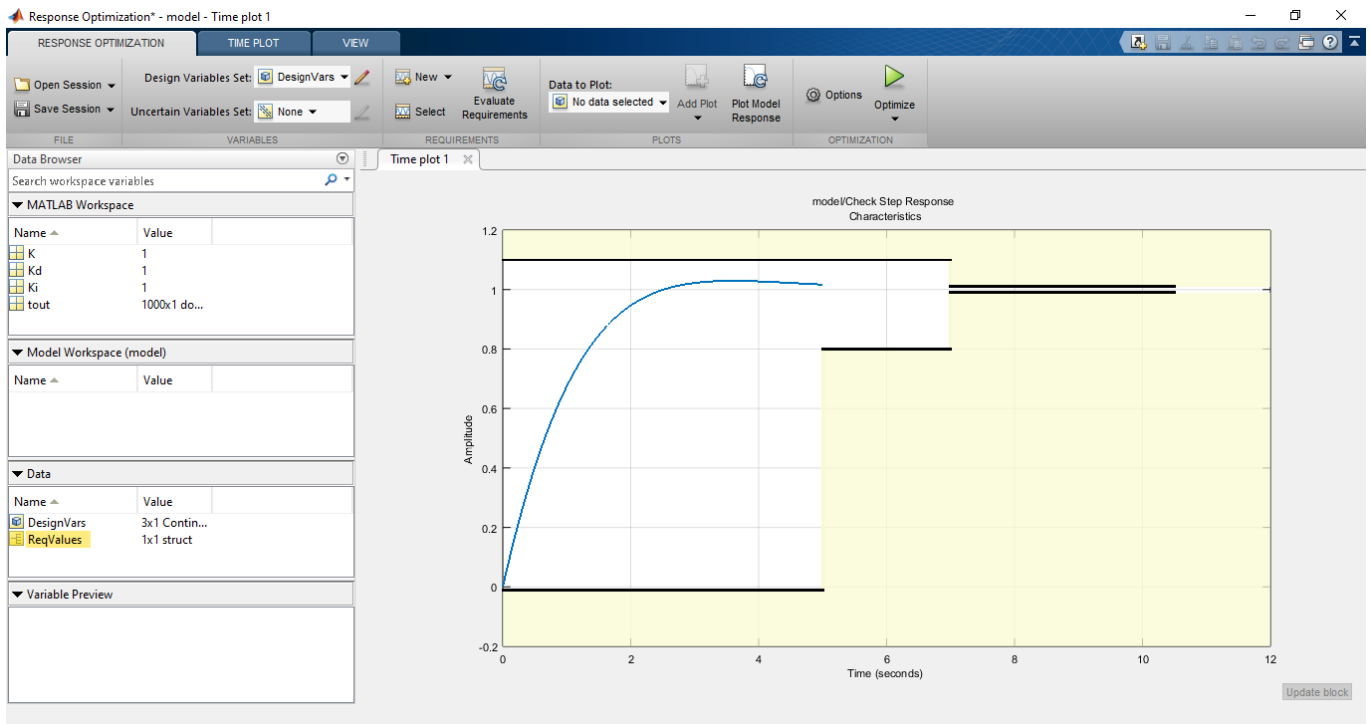 Response Optimization* - model - Time plot 1
RESPONSE OPTIMIZATION TIME PLOT VIEW
Open Session Design Variables Set: DesignVars New Evaluate Requirements Data to Plot: No data selected Add Plot Plot Model Response Options Optimize
Save Session Uncertain Variables Set: None Select
FILE VARIABLES REQUIREMENTS PLOTS OPTIMIZATION
Data Browser
Time plot 1
Search workspace variables
MATLAB Workspace
Name Value
K 1
Kd 1
Ki 1
tout 1000x1 do...
Model Workspace (model)
Name Value
Data
Name Value
DesignVars 3x1 Contin...
ReqValues 1x1 struct
Variable Preview
model/Check Step Response
Characteristics
1.2
1
0.8
0.6
0.4
0.2
0
-0.2
Amplitude
0 2 4 6 8 10 12
Time (seconds)
Update block